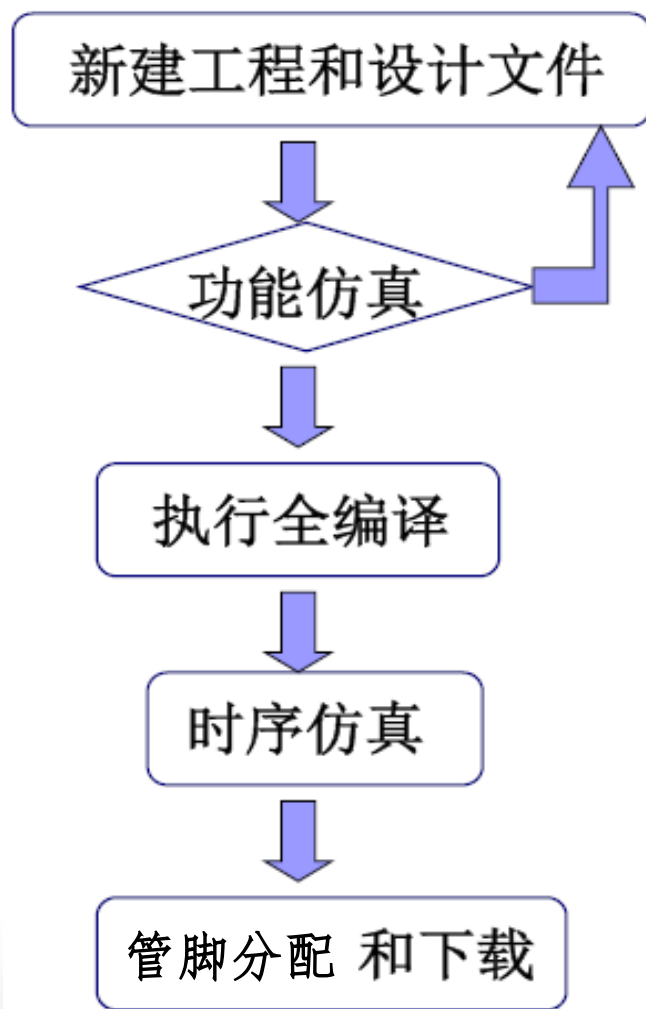 新建工程和设计文件
功能仿真
执行全编译
时序仿真
管脚分配 和下载